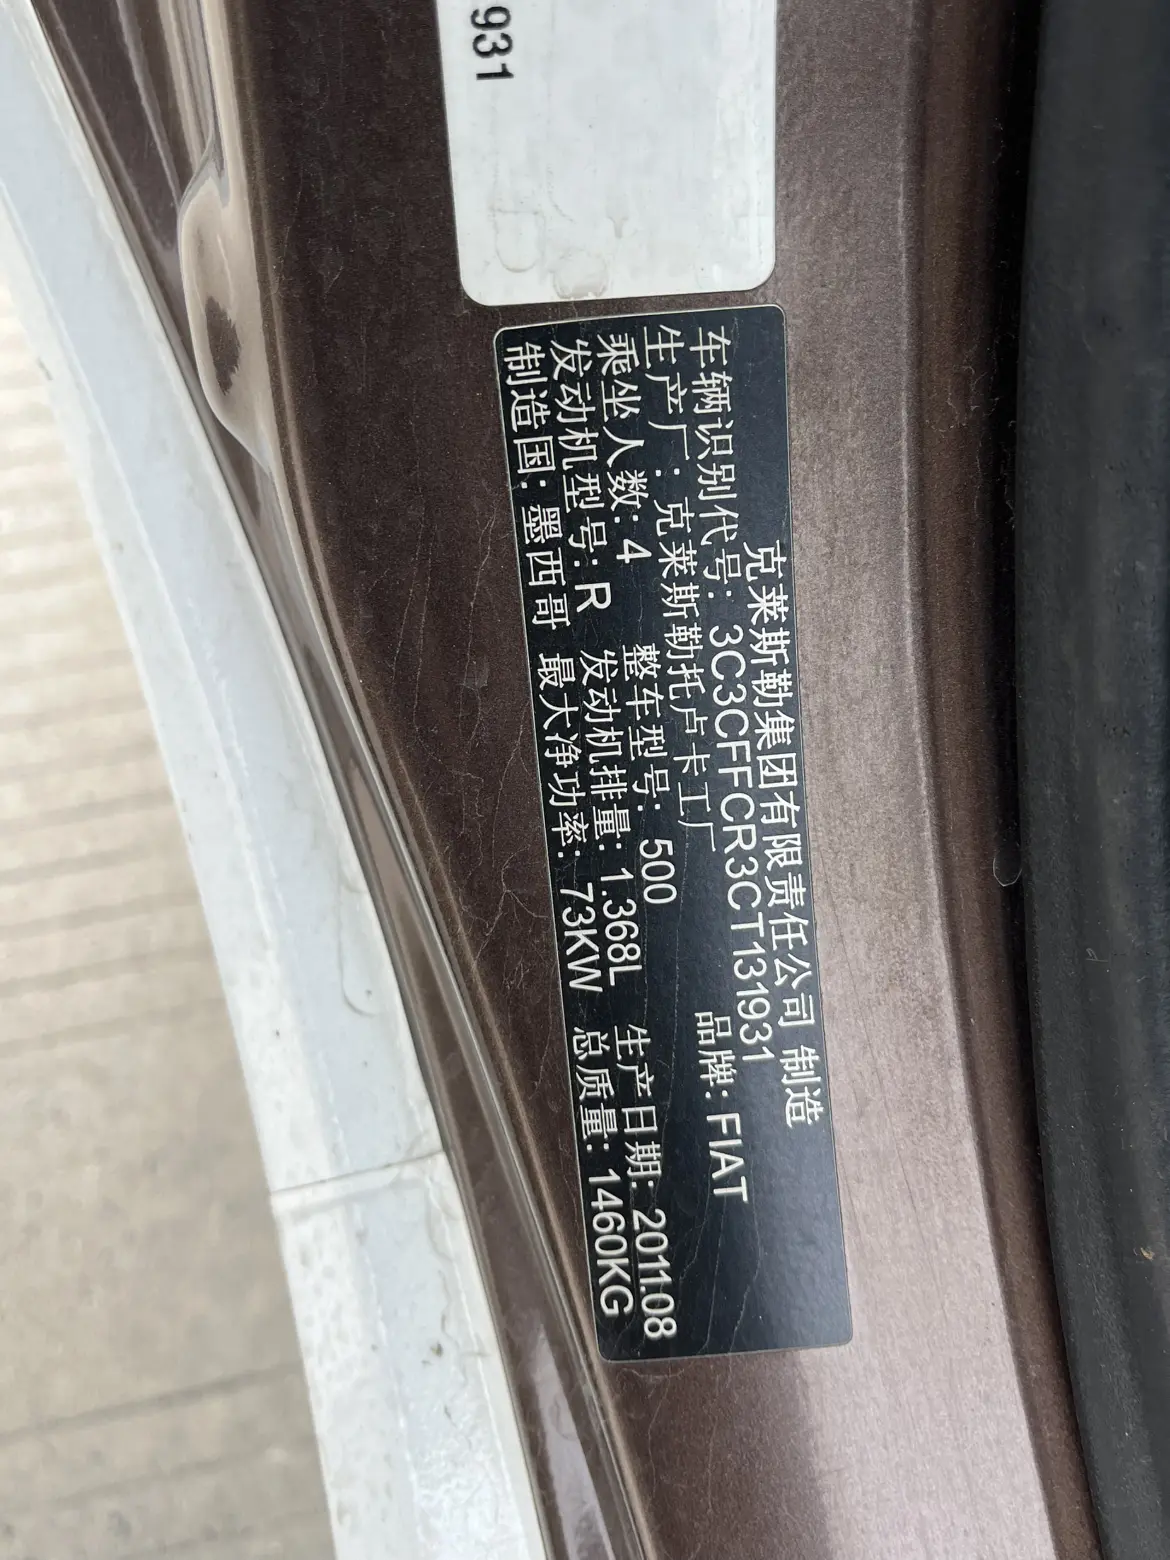 931
克莱斯勒集团有限责任公司 制造
车辆识别代号: 3C3CFFCR3CT131931
生产厂: 克莱斯勒托卢卡工厂 品牌: FIAT
乘坐人数: 4 整车型号: 500 生产日期: 2011.08
发动机型号: R 发动机排量: 1.368L 总质量: 1460KG
制造国: 墨西哥 最大净功率: 73KW